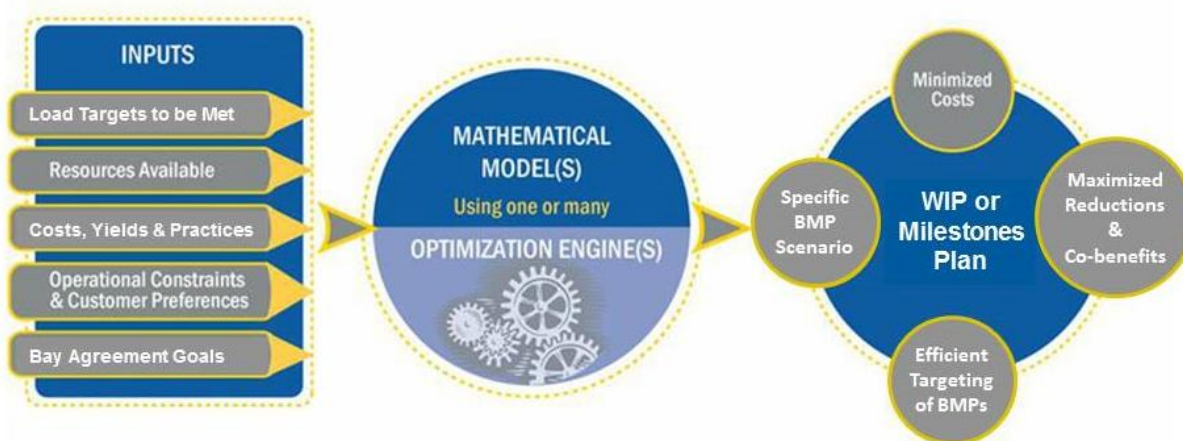 INPUTS
Load Targets to be Met
Resources Available
Costs, Yields & Practices
Operational Constraints
& Customer Preferences
Bay Agreement Goals
MATHEMATICAL
MODEL(S)
Using one or many
OPTIMIZATION ENGINE(S)
Minimized
Costs
Specific
BMP
Scenario
WIP or
Milestones
Plan
Maximized
Reductions
&
Co-benefits
Efficient
Targeting
of BMPs